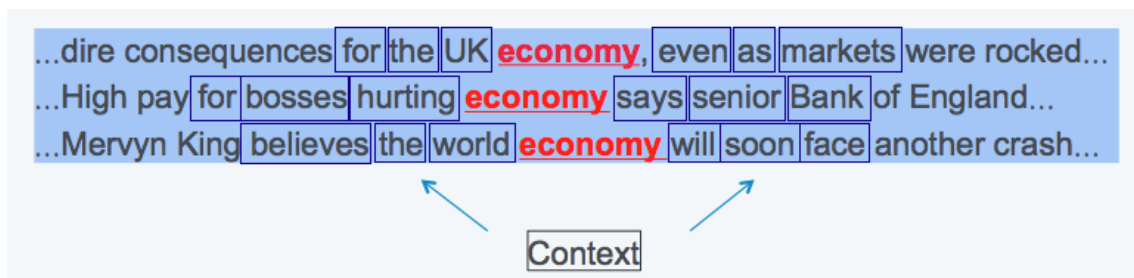 ...dire consequences for the UK economy, even as markets were rocked...
...High pay for bosses hurting economy says senior Bank of England...
...Mervyn King believes the world economy will soon face another crash...
Context